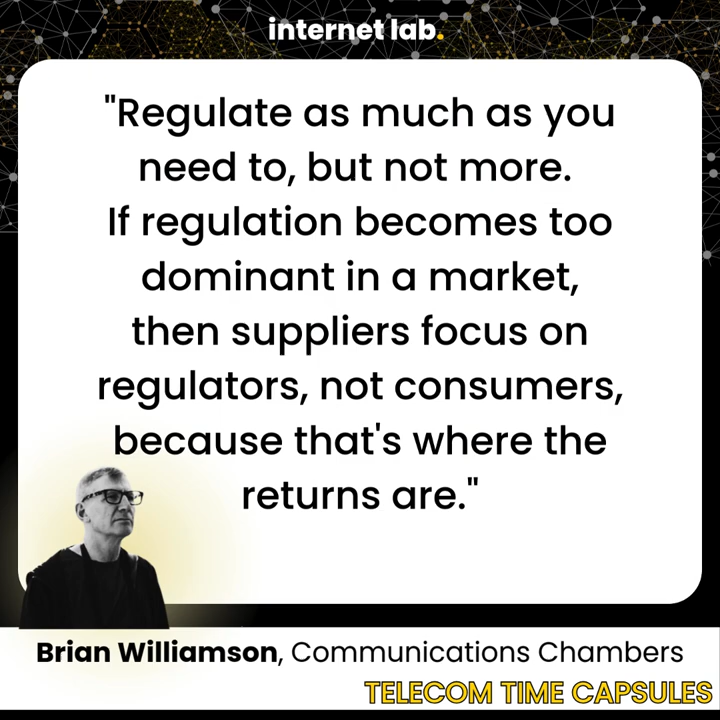 internet lab.
"Regulate as much as you
need to, but not more.
If regulation becomes too
dominant in a market,
then suppliers focus on
regulators, not consumers,
because that's where the
returns are."
Brian Williamson, Communications Chambers
TELECOM TIME CAPSULES